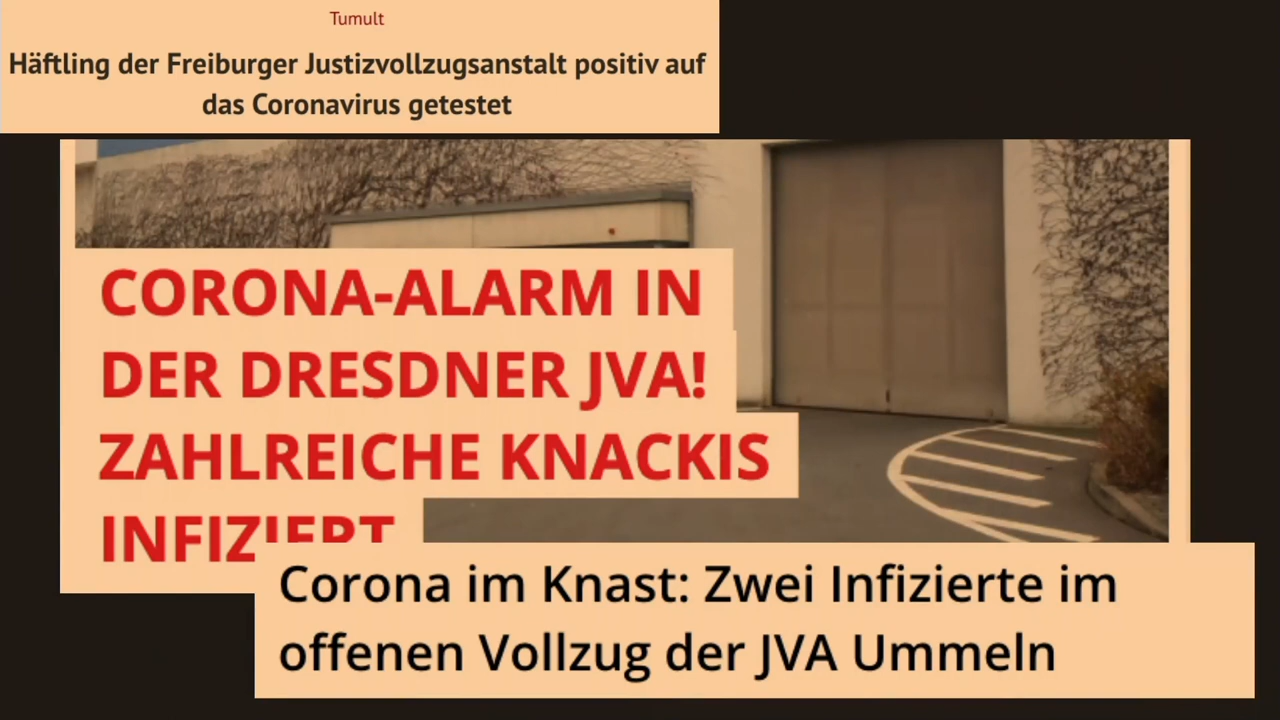 Tumult
Häftling der Freiburger Justizvollzugsanstalt positiv auf
das Coronavirus getestet
CORONA-ALARM IN
DER DRESDNER JVA!
ZAHLREICHE KNACKIS
INFIZIERT
Corona im Knast: Zwei Infizierte im
offenen Vollzug der JVA Ummeln